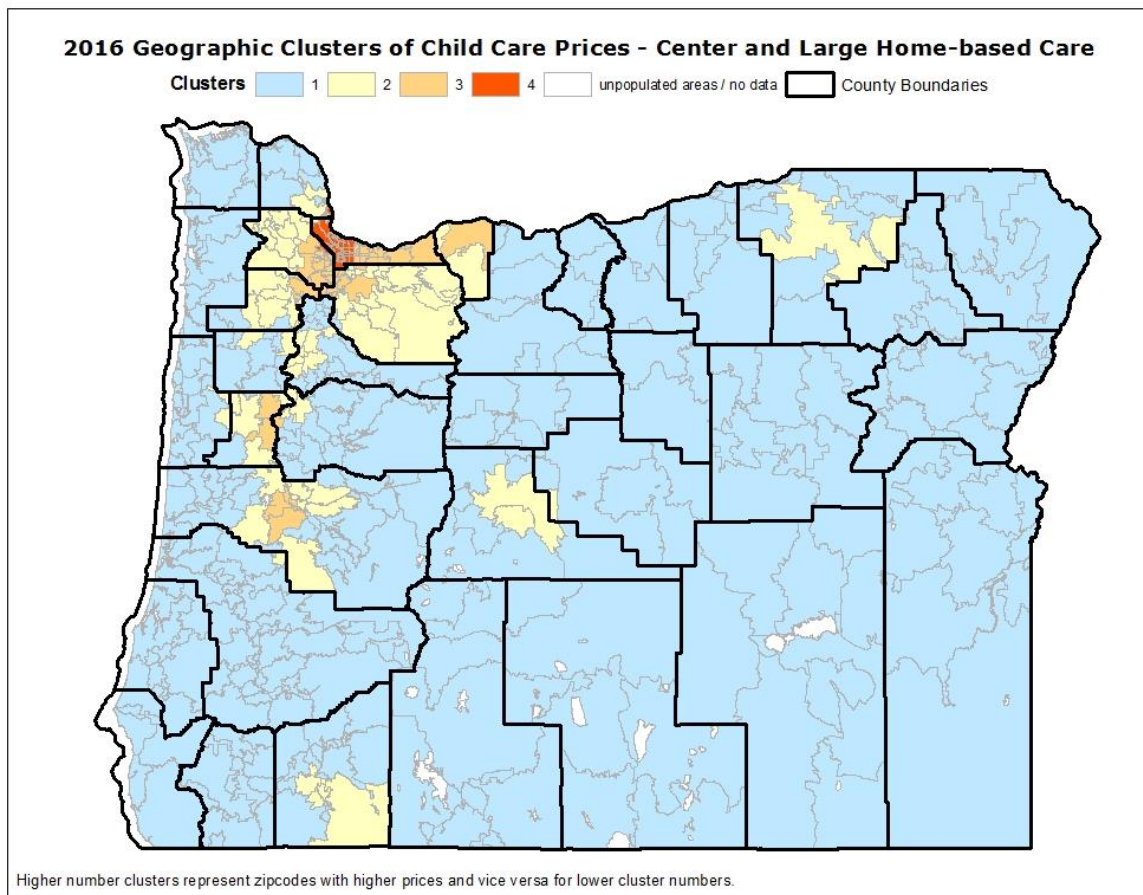 2016 Geographic Clusters of Child Care Prices - Center and Large Home-based Care
Clusters 1 2 3 4 unpopulated areas / no data County Boundaries
Higher number clusters represent zipcodes with higher prices and vice versa for lower cluster numbers.